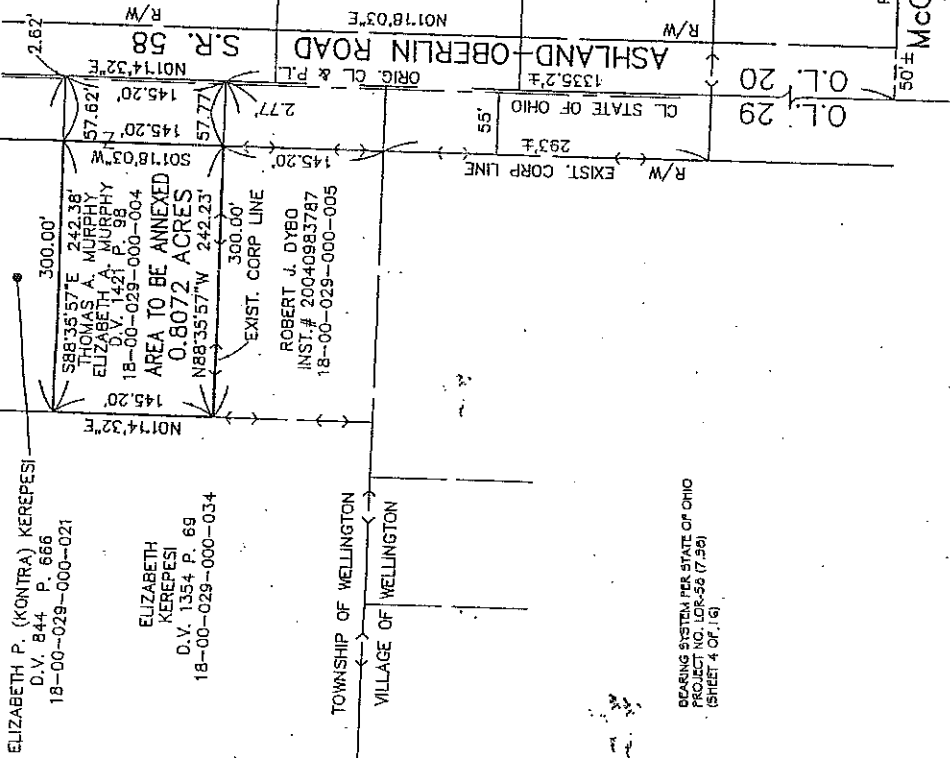 ELIZABETH P. (KONTRA) KEREPESI
D.V. 844 P. 666
18-00-029-000-021
ELIZABETH
KEREPESI
D.V. 1354 P. 69
18-00-029-000-034
300.00'
S88°35'57"E 242.38'
THOMAS A. MURPHY
ELIZABETH A. MURPHY
D.V. 1421 P. 98
18-00-029-000-004
AREA TO BE ANNEXED
0.8072 ACRES
N88°35'57"W 242.23'
300.00'
EXIST. CORP LINE
ROBERT J. DYBO
INST.# 20040983787
18-00-029-000-005
N01°14'32"E
145.20'
S01°18'03"W
145.20'
57.62'
57.77'
145.20'
N01°14'32"E
2.62'
2.77'
145.20'
R/W
S.R. 58
N01°18'03"E
ORIG. CL & P.L.
ASHLAND-OBERLIN ROAD
R/W
1335.2'±
CL STATE OF OHIO
55'
293'±
EXIST. CORP LINE
R/W
O.L. 20
O.L. 29
50'±
TOWNSHIP OF WELLINGTON
VILLAGE OF WELLINGTON
BEARING SYSTEM PER STATE OF OHIO
PROJECT NO. LOR-58 (7.98)
(SHEET 4 OF 16)